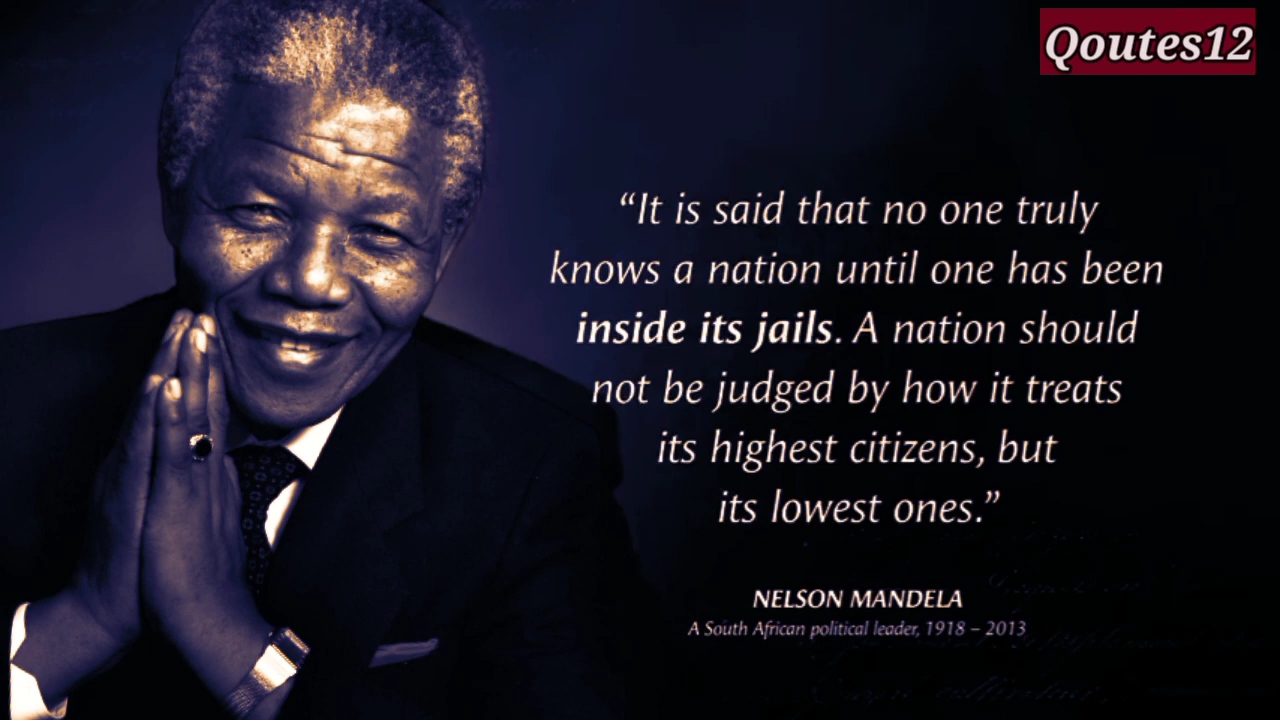 Qoutes12
“It is said that no one truly
knows a nation until one has been
inside its jails. A nation should
not be judged by how it treats
its highest citizens, but
its lowest ones.”
NELSON MANDELA
A South African political leader, 1918 – 2013